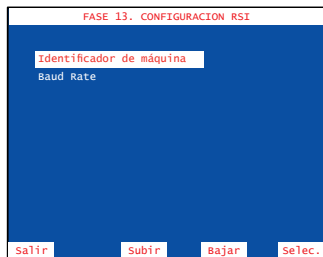 FASE 13. CONFIGURACION RSI
Identificador de máquina
Baud Rate
Salir Subir Bajar Selec.